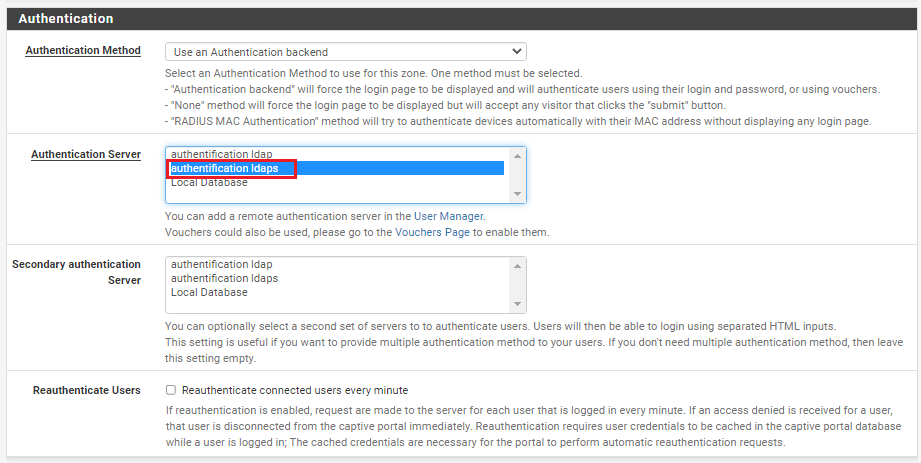 Authentication
Authentication Method
Use an Authentication backend
Select an Authentication Method to use for this zone. One method must be selected.
- "Authentication backend" will force the login page to be displayed and will authenticate users using their login and password, or using vouchers.
- "None" method will force the login page to be displayed but will accept any visitor that clicks the "submit" button.
- "RADIUS MAC Authentication" method will try to authenticate devices automatically with their MAC address without displaying any login page.
Authentication Server
authentification ldap
authentification ldaps
Local Database
You can add a remote authentication server in the User Manager.
Vouchers could also be used, please go to the Vouchers Page to enable them.
Secondary authentication
Server
authentification ldap
authentification ldaps
Local Database
You can optionally select a second set of servers to to authenticate users. Users will then be able to login using separated HTML inputs.
This setting is useful if you want to provide multiple authentication method to your users. If you don't need multiple authentication method, then leave
this setting empty.
Reauthenticate Users
Reauthenticate connected users every minute
If reauthentication is enabled, request are made to the server for each user that is logged in every minute. If an access denied is received for a user,
that user is disconnected from the captive portal immediately. Reauthentication requires user credentials to be cached in the captive portal database
while a user is logged in; The cached credentials are necessary for the portal to perform automatic reauthentication requests.